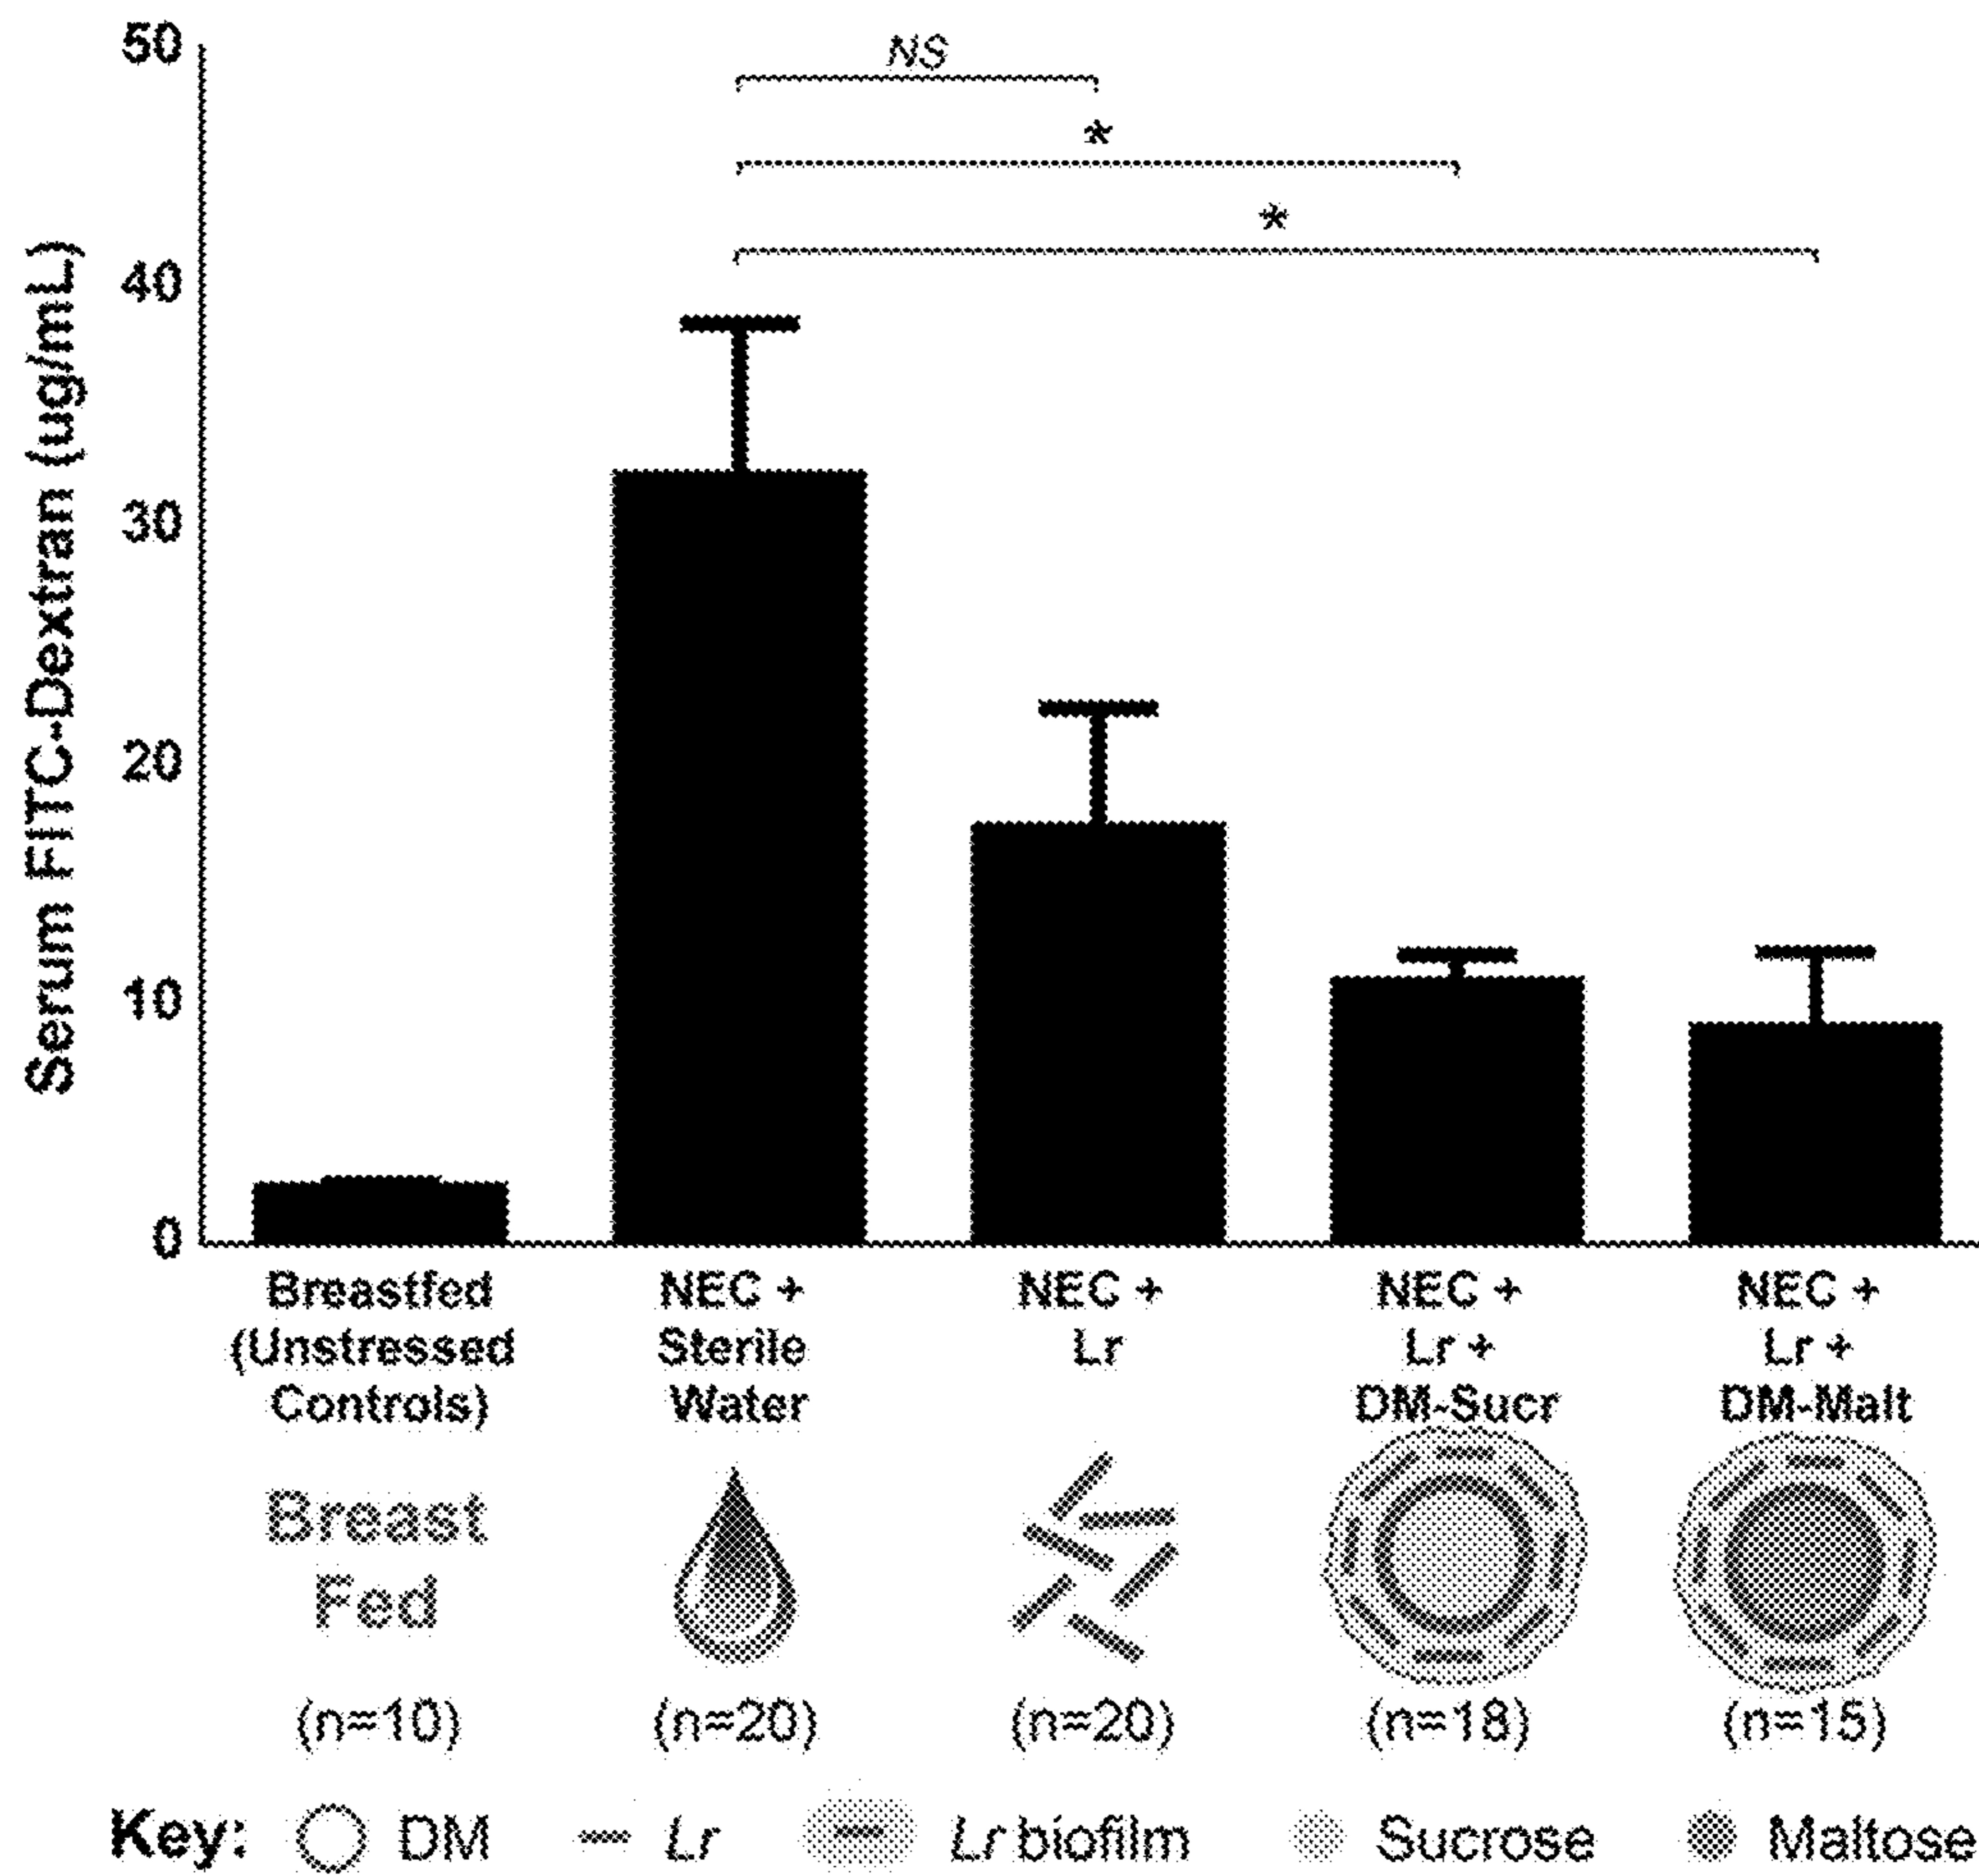 50
40
30
20
10
0
Serum FITC-Dextran (ug/mL)
NS
*
*
Breastfed
(Unstressed
Controls)
NEC +
Sterile
Water
NEC +
Lr
NEC +
Lr +
DM-Sucr
NEC +
Lr +
DM-Malt
Breast
Fed
(n=10)
(n=20)
(n=20)
(n=18)
(n=15)
Key: DM Lr Lr biofilm Sucrose Maltose